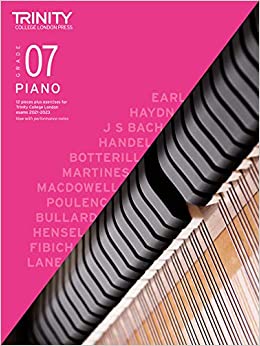 TRINITY
COLLEGE LONDON PRESS
GRADE
07
PIANO
12 pieces plus exercises for
Trinity College London
exams 2021-2023
Now with performance notes
EARL
HAYDN
J S BACH
HANDEL
BOTTERILL
MARTINES
MACDOWELL
POULENC
BULLARD
HENSEL
FIBICH
LANE